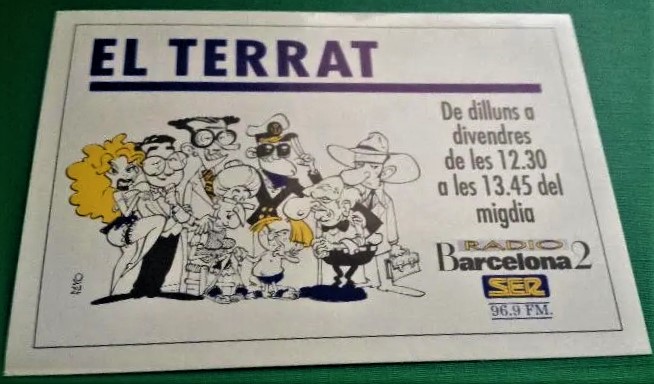 EL TERRAT
De dilluns a
divendres
de les 12.30
a les 13.45 del
migdia
RADIO
Barcelona 2
SER
96.9 FM.